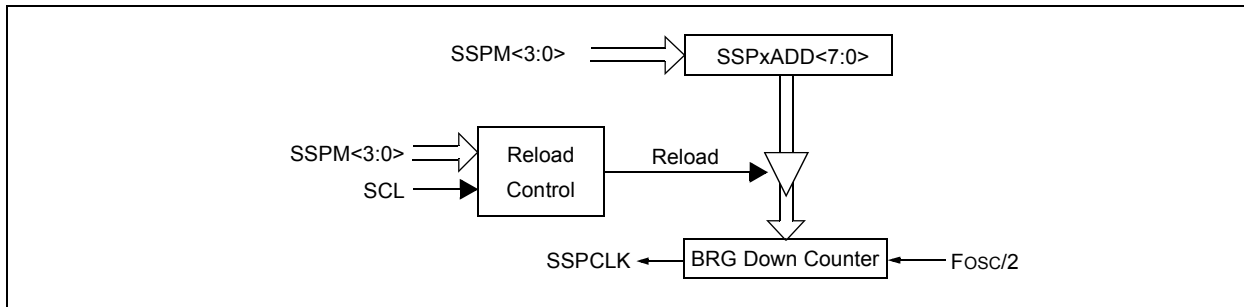 SSPM<3:0>
SSPxADD<7:0>
SSPM<3:0>
SCL
Reload
Control
Reload
SSPCLK
BRG Down Counter
FOSC/2